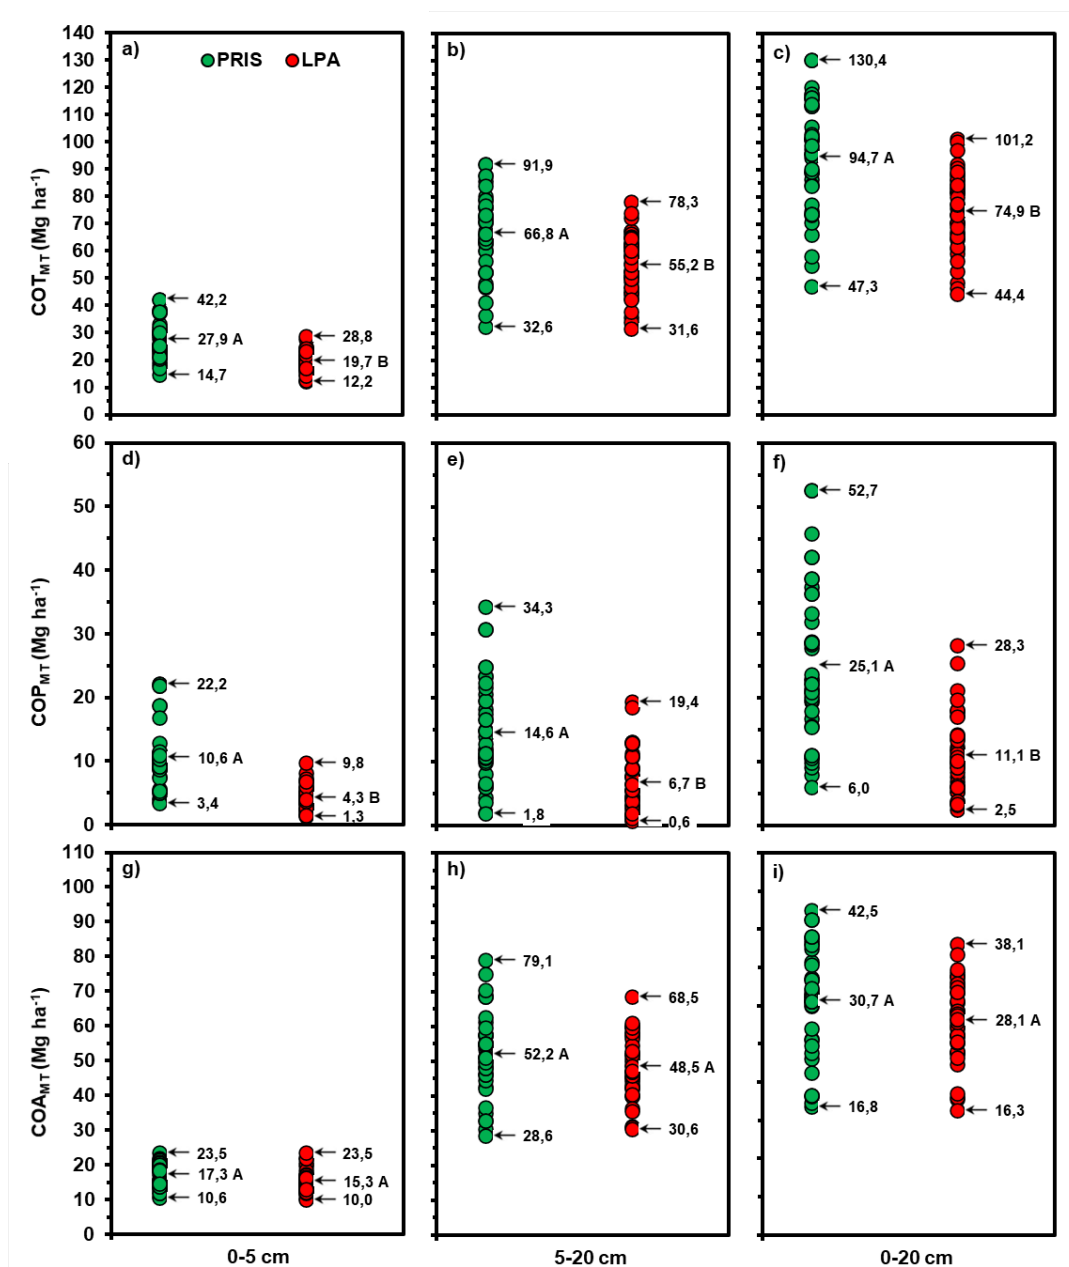 a)
PRIS LPA
b)
c)
COT_MT (Mg ha⁻¹)
140
130
120
110
100
90
80
70
60
50
40
30
20
10
0
42,2
27,9 A
14,7
28,8
19,7 B
12,2
91,9
66,8 A
32,6
78,3
55,2 B
31,6
130,4
94,7 A
47,3
101,2
74,9 B
44,4
d)
e)
f)
COP_MT (Mg ha⁻¹)
60
50
40
30
20
10
0
22,2
10,6 A
3,4
9,8
4,3 B
1,3
34,3
14,6 A
1,8
19,4
6,7 B
0,6
52,7
25,1 A
6,0
28,3
11,1 B
2,5
g)
h)
i)
COA_MT (Mg ha⁻¹)
110
100
90
80
70
60
50
40
30
20
10
0
23,5
17,3 A
10,6
23,5
15,3 A
10,0
79,1
52,2 A
28,6
68,5
48,5 A
30,6
42,5
30,7 A
16,8
38,1
28,1 A
16,3
0-5 cm
5-20 cm
0-20 cm